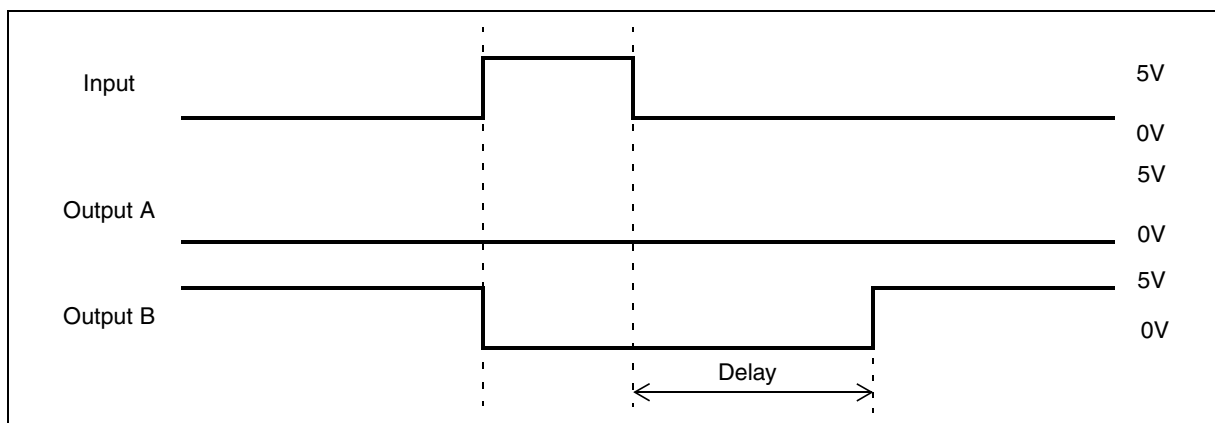 Input
5V
0V
5V
Output A
0V
5V
Output B
0V
Delay